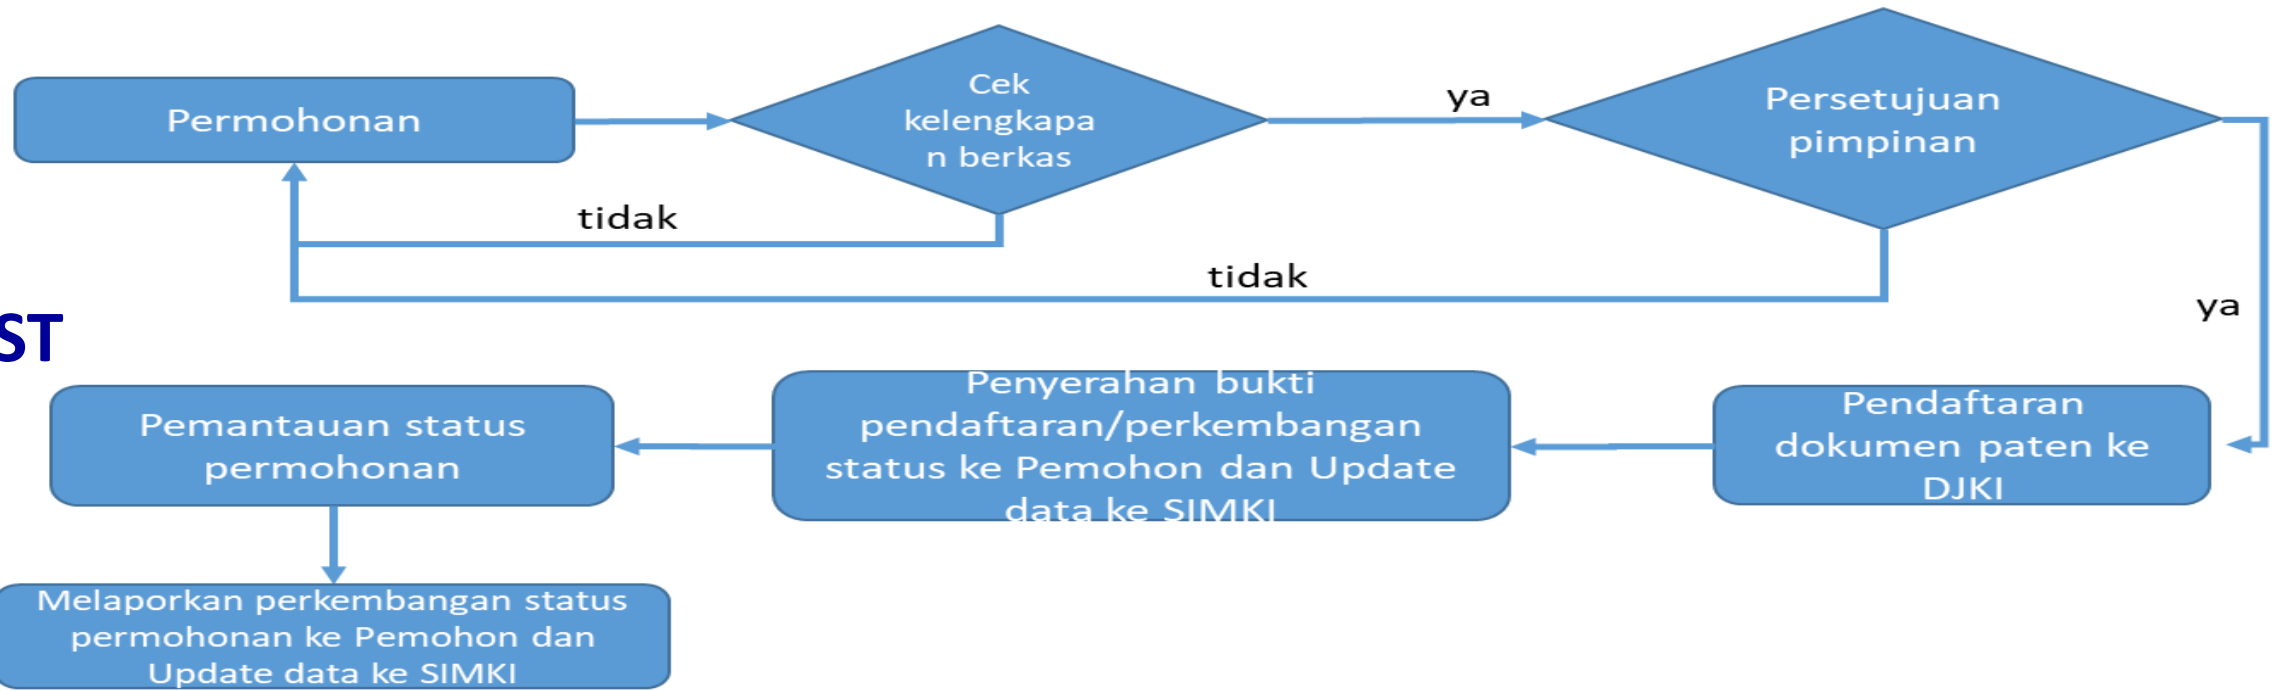 Permohonan
Cek
kelengkapa
n berkas
ya
Persetujuan
pimpinan
tidak
tidak
ya
ST
Pemantauan status
permohonan
Penyerahan bukti
pendaftaran/perkembangan
status ke Pemohon dan Update
data ke SIMKI
Pendaftaran
dokumen paten ke
DJKI
Melaporkan perkembangan status
permohonan ke Pemohon dan
Update data ke SIMKI